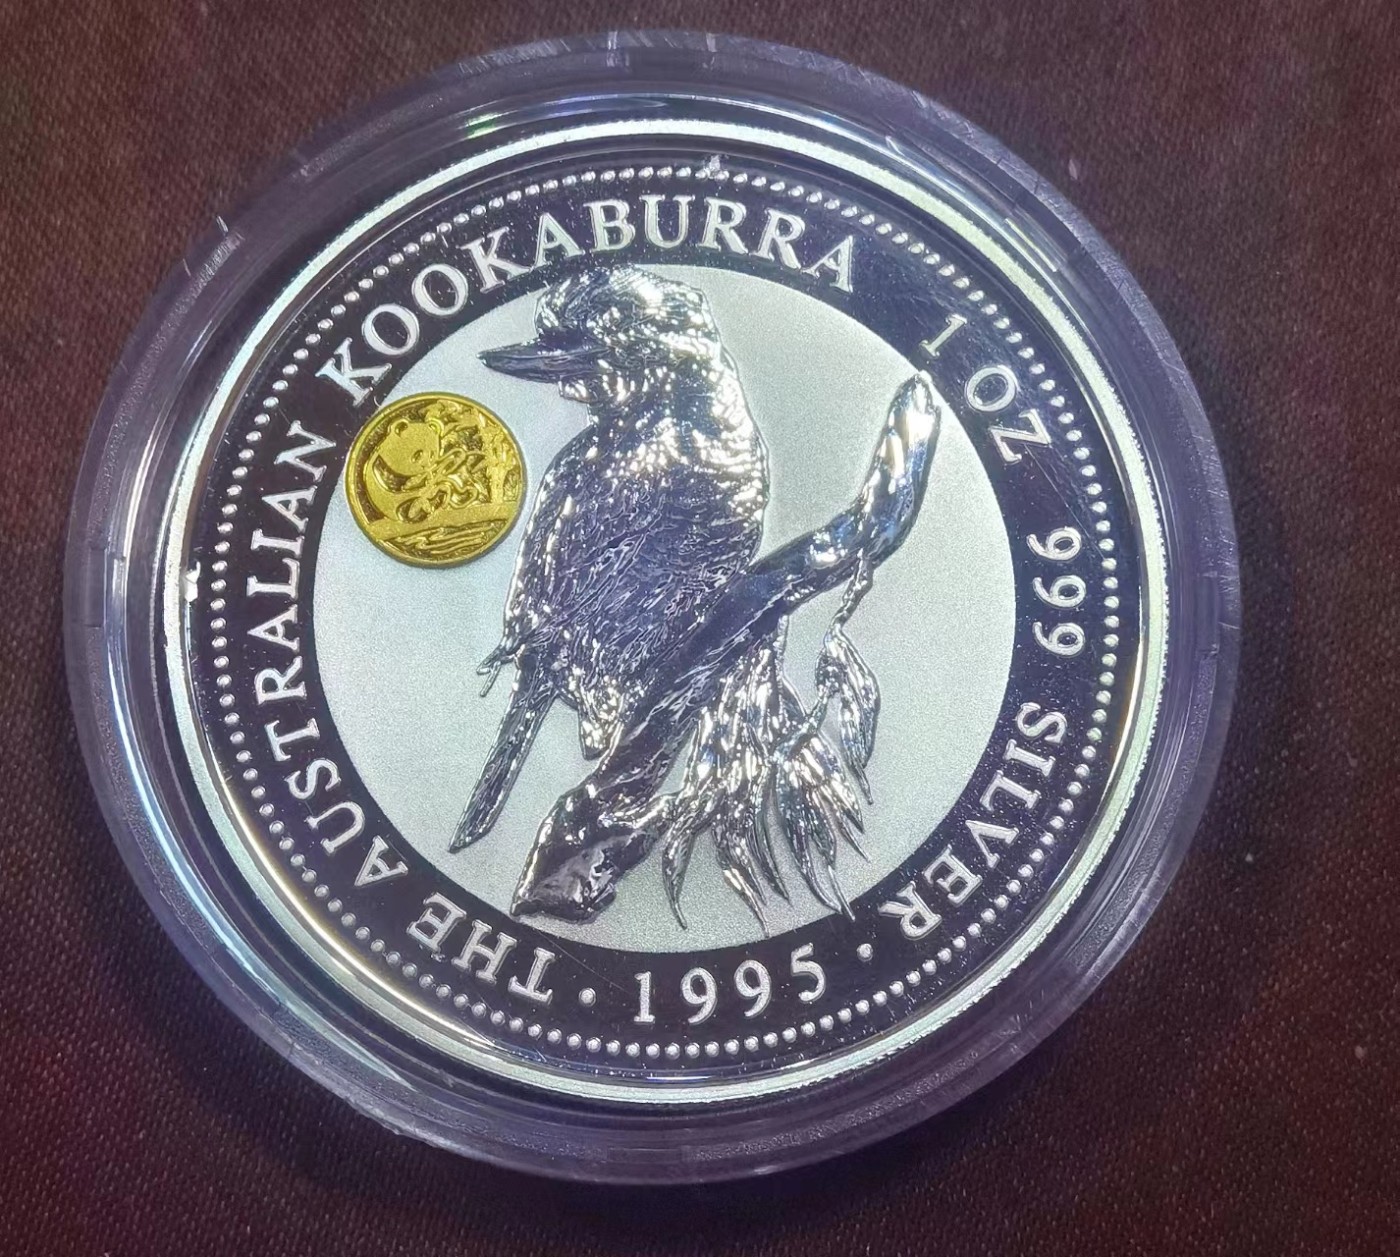 THE AUSTRALIAN KOOKABURRA
1 OZ 999 SILVER
· 1995 ·